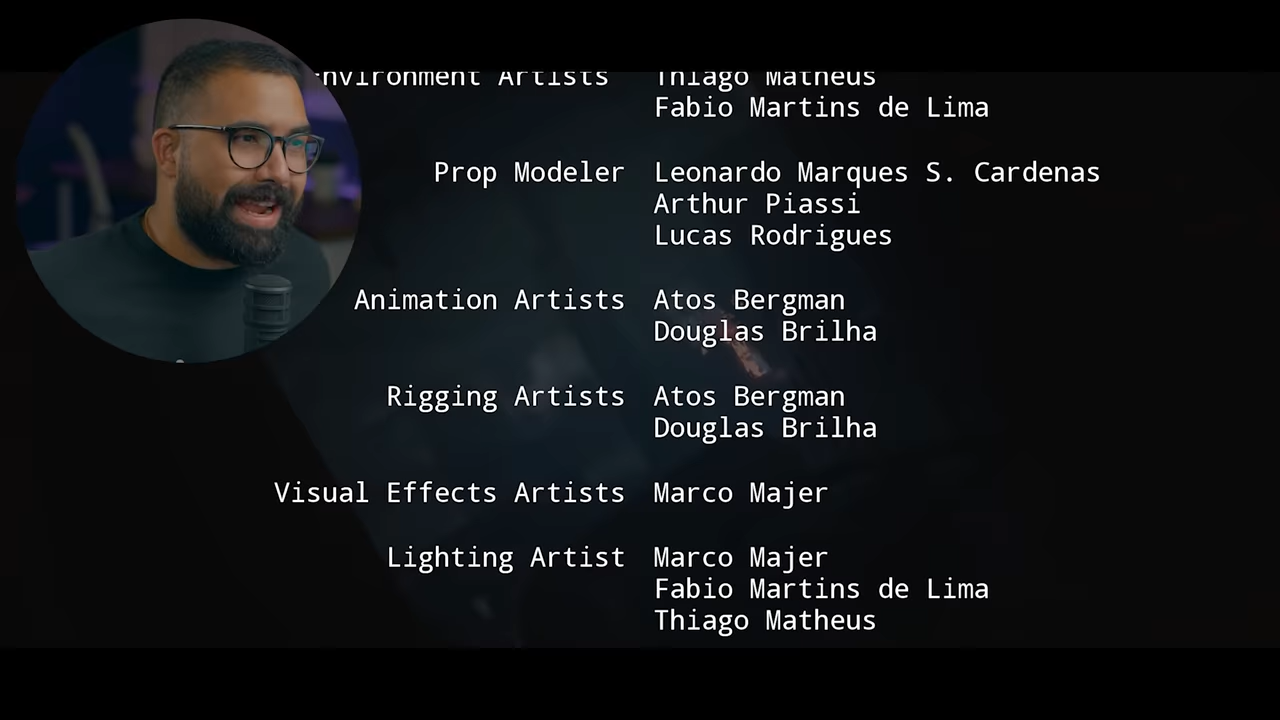 Environment Artists Thiago Matheus
Fabio Martins de Lima
Prop Modeler Leonardo Marques S. Cardenas
Arthur Piassi
Lucas Rodrigues
Animation Artists Atos Bergman
Douglas Brilha
Rigging Artists Atos Bergman
Douglas Brilha
Visual Effects Artists Marco Majer
Lighting Artist Marco Majer
Fabio Martins de Lima
Thiago Matheus